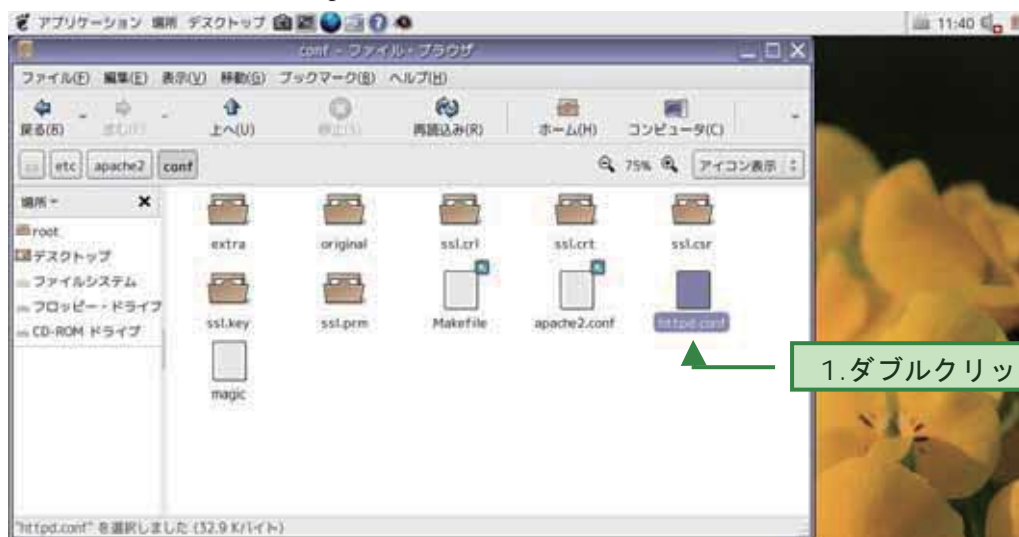 アプリケーション 場所 デスクトップ 11:40
conf - ファイル・ブラウザ
ファイル(F) 編集(E) 表示(V) 移動(G) ブックマーク(B) ヘルプ(H)
戻る(B) 進む(F) 上へ(U) 停止(S) 再読込み(R) ホーム(H) コンピュータ(C)
etc apache2 conf 75% アイコン表示
場所
root
デスクトップ
ファイルシステム
フロッピー・ドライブ
CD-ROM ドライブ
extra original ssl.crl ssl.crt ssl.csr
ssl.key ssl.prm Makefile apache2.conf httpd.conf
magic
1.ダブルクリッ
"httpd.conf" を選択しました (32.9 Kバイト)